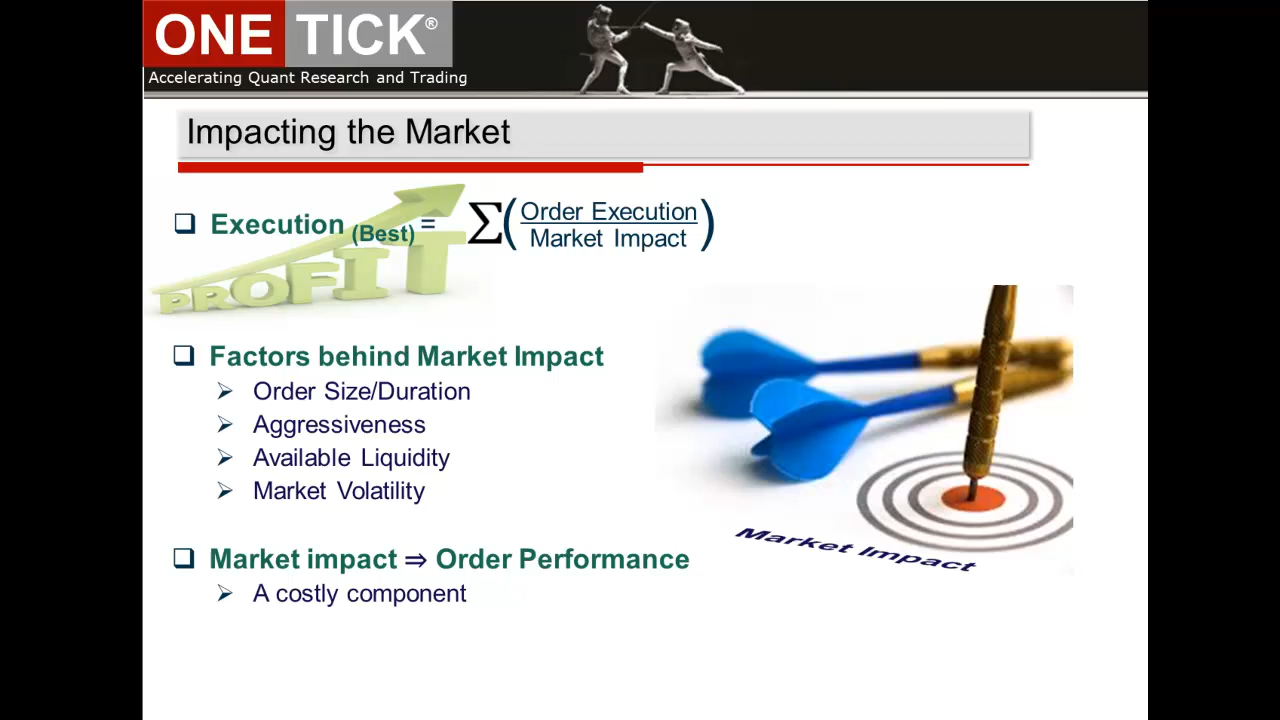 ONE TICK®
Accelerating Quant Research and Trading
Impacting the Market
❑ Execution (Best) = Σ(Order Execution
Market Impact)
PROFIT
❑ Factors behind Market Impact
➢ Order Size/Duration
➢ Aggressiveness
➢ Available Liquidity
➢ Market Volatility
Market Impact
❑ Market impact ⇒ Order Performance
➢ A costly component